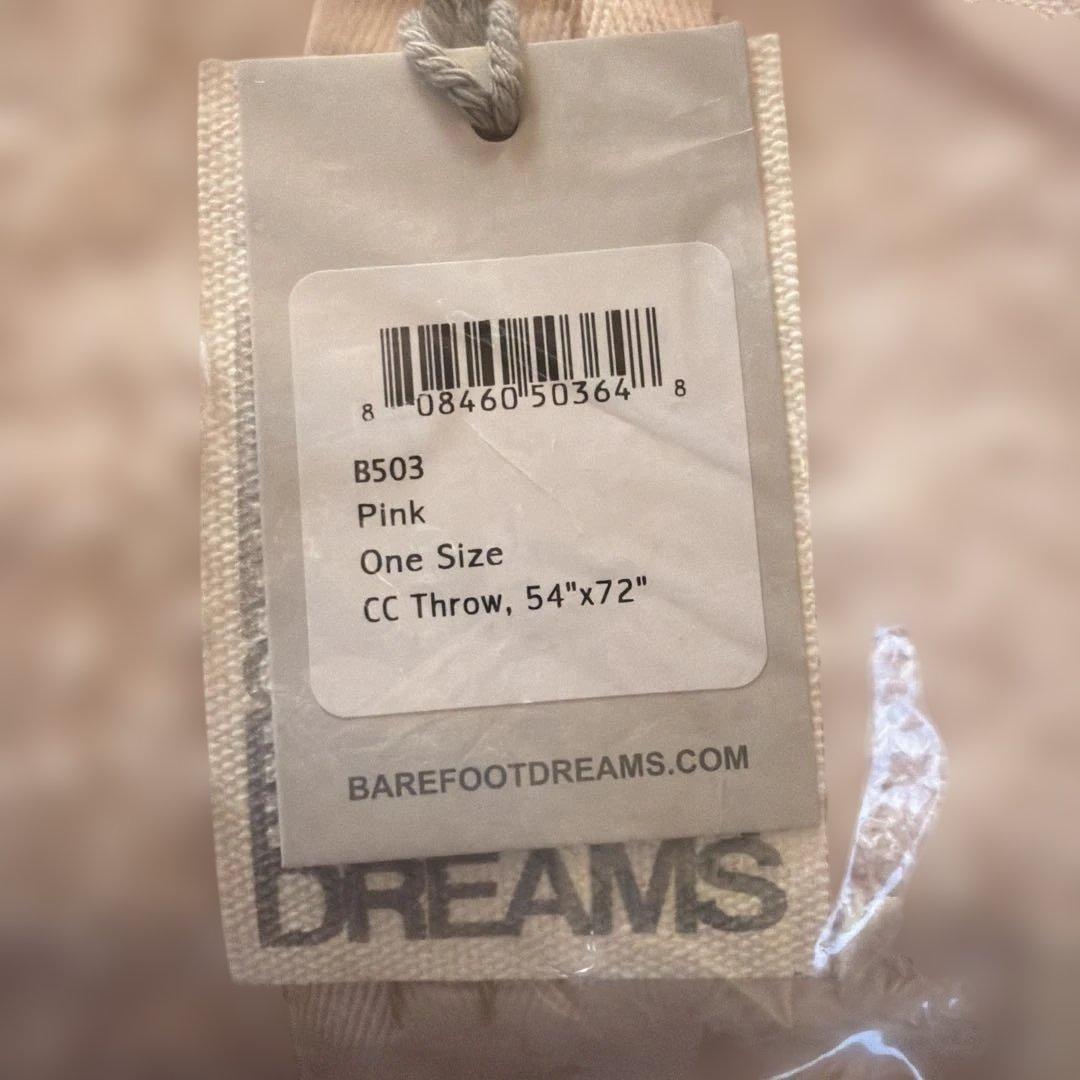 8 08460 50364 8
B503
Pink
One Size
CC Throw, 54"x72"
BAREFOOTDREAMS.COM
DREAMS